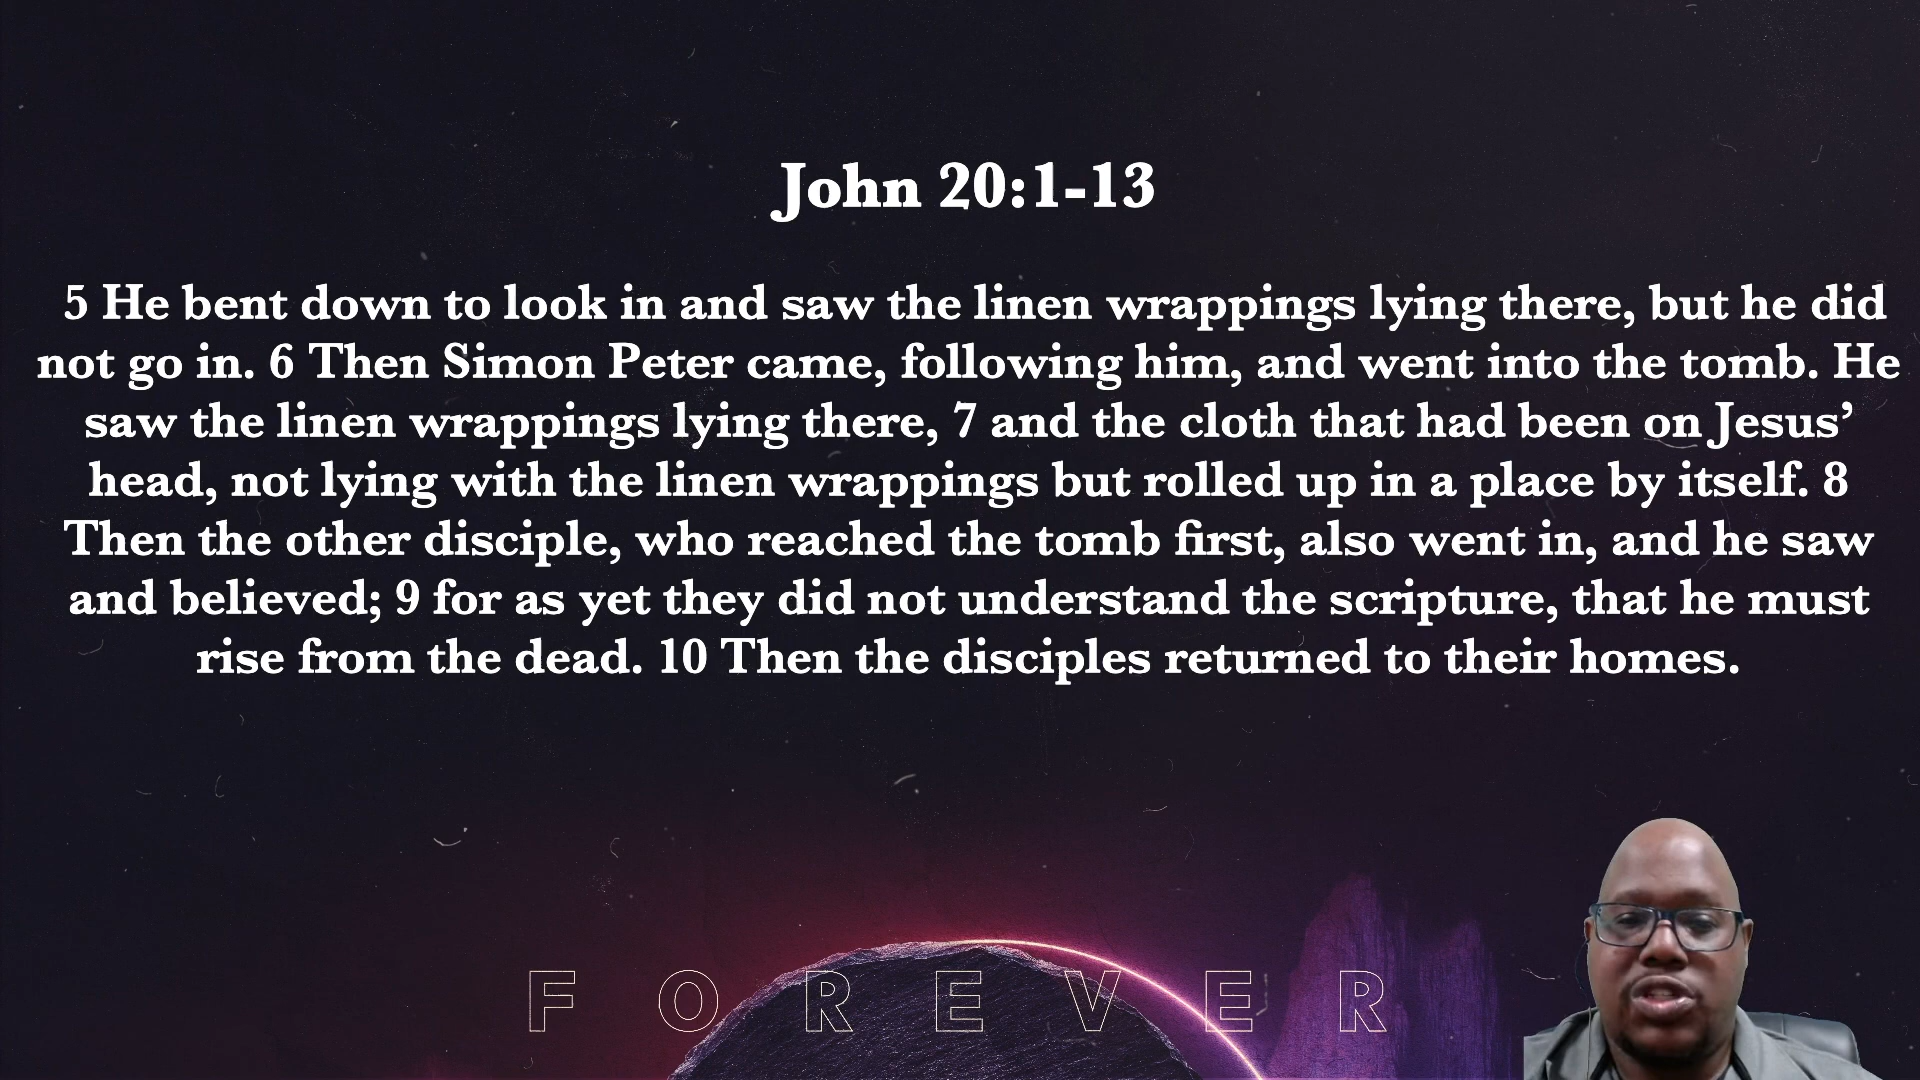 John 20:1-13
5 He bent down to look in and saw the linen wrappings lying there, but he did
not go in. 6 Then Simon Peter came, following him, and went into the tomb. He
saw the linen wrappings lying there, 7 and the cloth that had been on Jesus’
head, not lying with the linen wrappings but rolled up in a place by itself. 8
Then the other disciple, who reached the tomb first, also went in, and he saw
and believed; 9 for as yet they did not understand the scripture, that he must
rise from the dead. 10 Then the disciples returned to their homes.
FOREVER